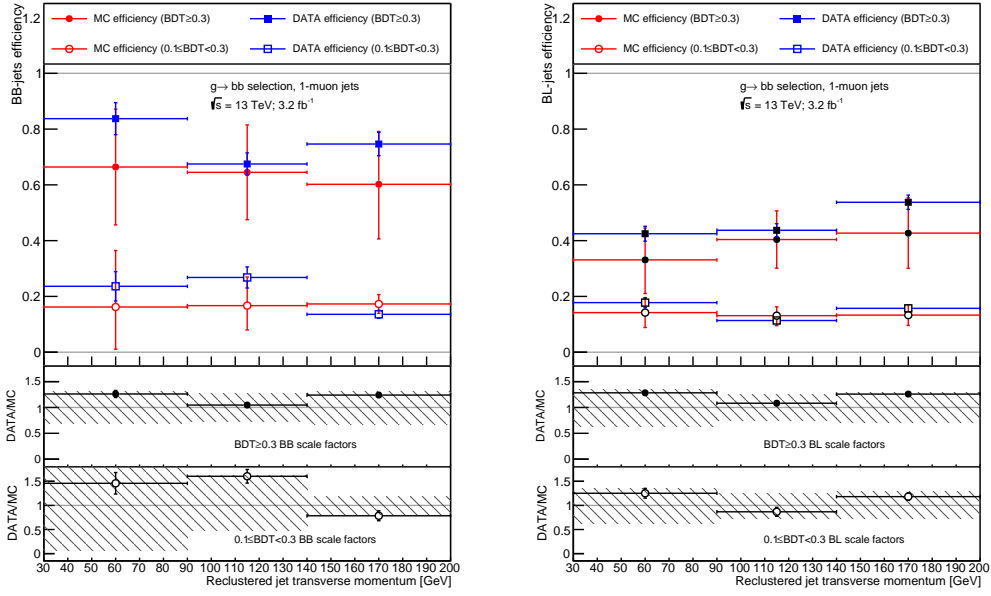 MC efficiency (BDT≥0.3) DATA efficiency (BDT≥0.3)
MC efficiency (0.1≤BDT<0.3) DATA efficiency (0.1≤BDT<0.3)
BB-jets efficiency
1.2
1
0.8
0.6
0.4
0.2
0
g→ bb selection, 1-muon jets
√s = 13 TeV; 3.2 fb⁻¹
DATA/MC
1.5
1
0.5
0
BDT≥0.3 BB scale factors
DATA/MC
1.5
1
0.5
0
0.1≤BDT<0.3 BB scale factors
30 40 50 60 70 80 90 100 110 120 130 140 150 160 170 180 190 200
Reclustered jet transverse momentum [GeV]
MC efficiency (BDT≥0.3) DATA efficiency (BDT≥0.3)
MC efficiency (0.1≤BDT<0.3) DATA efficiency (0.1≤BDT<0.3)
BL-jets efficiency
1.2
1
0.8
0.6
0.4
0.2
0
g→ bb selection, 1-muon jets
√s = 13 TeV; 3.2 fb⁻¹
DATA/MC
1.5
1
0.5
0
BDT≥0.3 BL scale factors
DATA/MC
1.5
1
0.5
0
0.1≤BDT<0.3 BL scale factors
30 40 50 60 70 80 90 100 110 120 130 140 150 160 170 180 190 200
Reclustered jet transverse momentum [GeV]